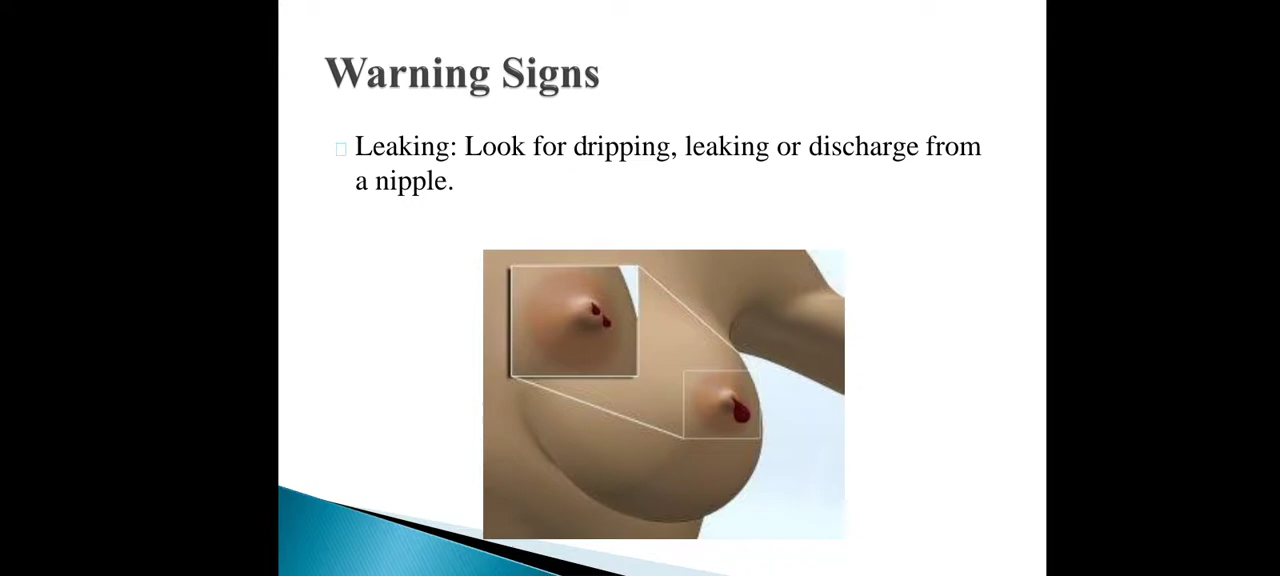 Warning Signs
Leaking: Look for dripping, leaking or discharge from
a nipple.